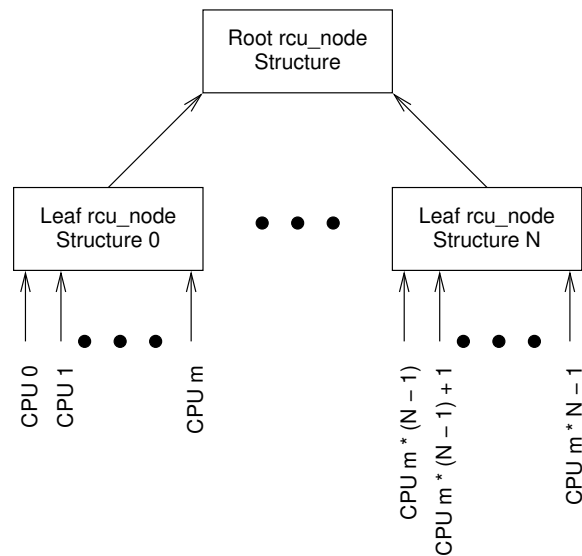 Root rcu_node
Structure
Leaf rcu_node
Structure 0
Leaf rcu_node
Structure N
CPU 0
CPU 1
CPU m
CPU m * (N − 1)
CPU m * (N − 1) + 1
CPU m * N − 1